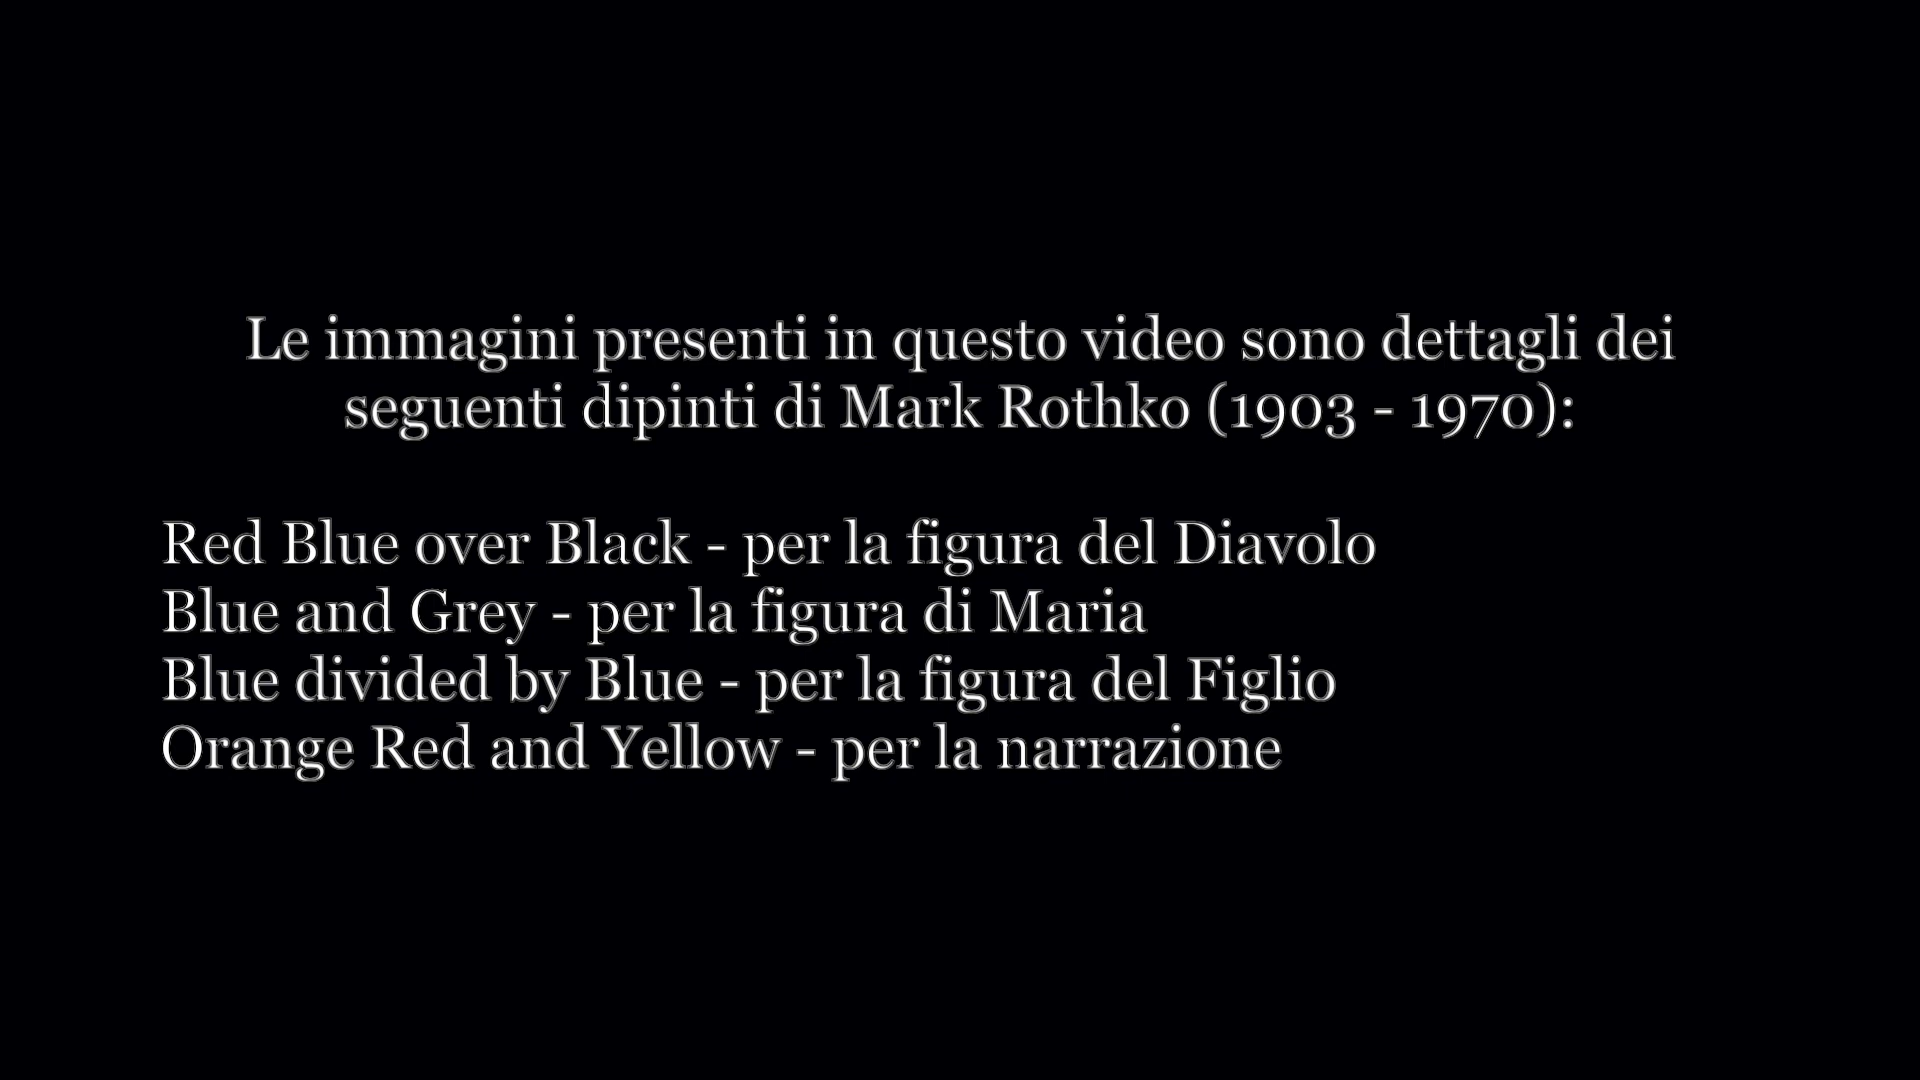 Le immagini presenti in questo video sono dettagli dei
seguenti dipinti di Mark Rothko (1903 - 1970):
Red Blue over Black - per la figura del Diavolo
Blue and Grey - per la figura di Maria
Blue divided by Blue - per la figura del Figlio
Orange Red and Yellow - per la narrazione